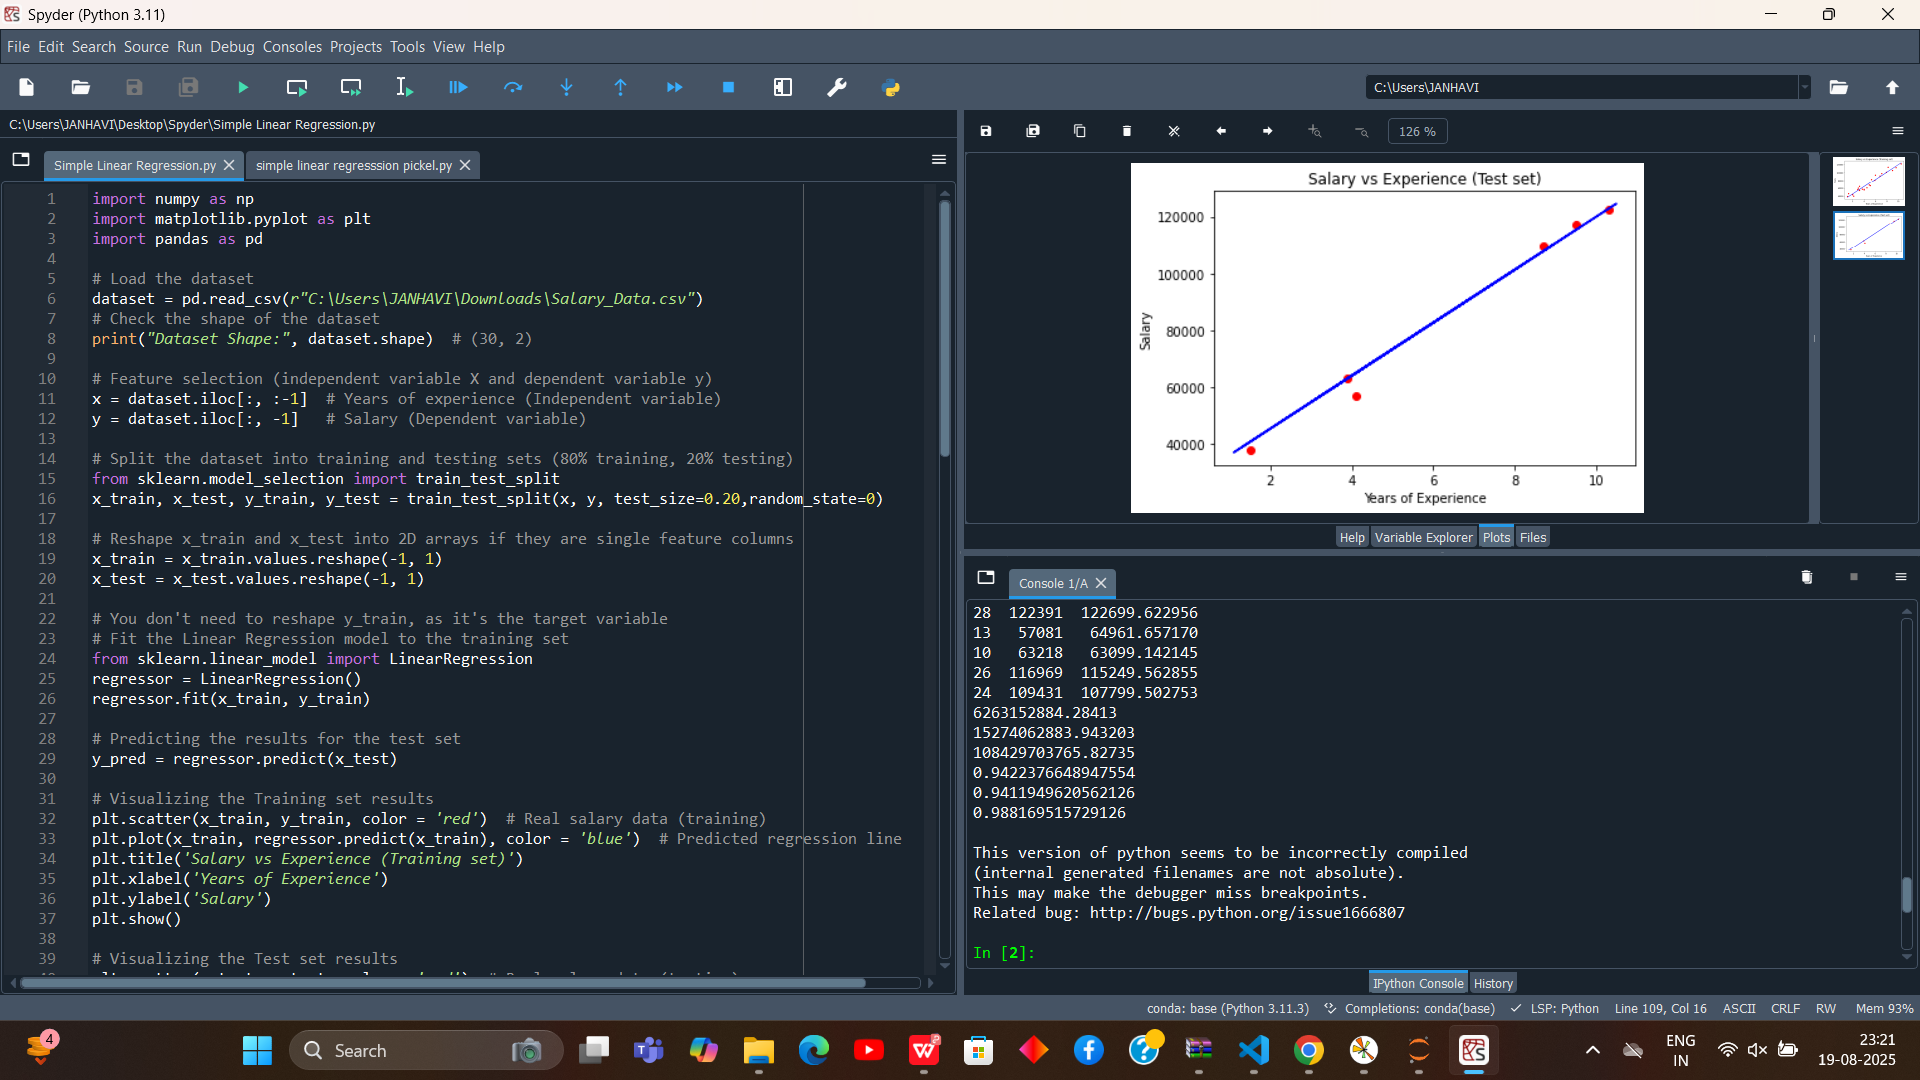 Spyder (Python 3.11)
File Edit Search Source Run Debug Consoles Projects Tools View Help
C:\Users\JANHAVI
C:\Users\JANHAVI\Desktop\Spyder\Simple Linear Regression.py
Simple Linear Regression.py
simple linear regresssion pickel.py
1 import numpy as np
2 import matplotlib.pyplot as plt
3 import pandas as pd
4
5 # Load the dataset
6 dataset = pd.read_csv(r"C:\Users\JANHAVI\Downloads\Salary_Data.csv")
7 # Check the shape of the dataset
8 print("Dataset Shape:", dataset.shape)  # (30, 2)
9
10 # Feature selection (independent variable X and dependent variable y)
11 x = dataset.iloc[:, :-1]  # Years of experience (Independent variable)
12 y = dataset.iloc[:, -1]   # Salary (Dependent variable)
13
14 # Split the dataset into training and testing sets (80% training, 20% testing)
15 from sklearn.model_selection import train_test_split
16 x_train, x_test, y_train, y_test = train_test_split(x, y, test_size=0.20,random_state=0)
17
18 # Reshape x_train and x_test into 2D arrays if they are single feature columns
19 x_train = x_train.values.reshape(-1, 1)
20 x_test = x_test.values.reshape(-1, 1)
21
22 # You don't need to reshape y_train, as it's the target variable
23 # Fit the Linear Regression model to the training set
24 from sklearn.linear_model import LinearRegression
25 regressor = LinearRegression()
26 regressor.fit(x_train, y_train)
27
28 # Predicting the results for the test set
29 y_pred = regressor.predict(x_test)
30
31 # Visualizing the Training set results
32 plt.scatter(x_train, y_train, color = 'red')  # Real salary data (training)
33 plt.plot(x_train, regressor.predict(x_train), color = 'blue')  # Predicted regression line
34 plt.title('Salary vs Experience (Training set)')
35 plt.xlabel('Years of Experience')
36 plt.ylabel('Salary')
37 plt.show()
38
39 # Visualizing the Test set results
126 %
Salary vs Experience (Test set)
120000
100000
80000
60000
40000
Salary
2 4 6 8 10
Years of Experience
Help Variable Explorer Plots Files
Console 1/A
28  122391  122699.622956
13   57081   64961.657170
10   63218   63099.142145
26  116969  115249.562855
24  109431  107799.502753
6263152884.28413
15274062883.943203
108429703765.82735
0.9422376648947554
0.9411949620562126
0.988169515729126
This version of python seems to be incorrectly compiled
(internal generated filenames are not absolute).
This may make the debugger miss breakpoints.
Related bug: http://bugs.python.org/issue1666807
In [2]:
IPython Console History
conda: base (Python 3.11.3) Completions: conda(base) LSP: Python Line 109, Col 16 ASCII CRLF RW Mem 93%
4
Search
ENG
IN
23:21
19-08-2025